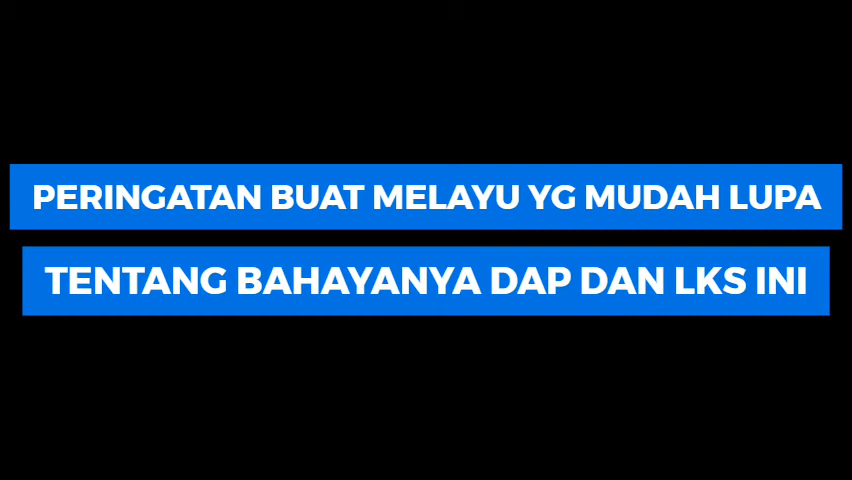 PERINGATAN BUAT MELAYU YG MUDAH LUPA
TENTANG BAHAYANYA DAP DAN LKS INI